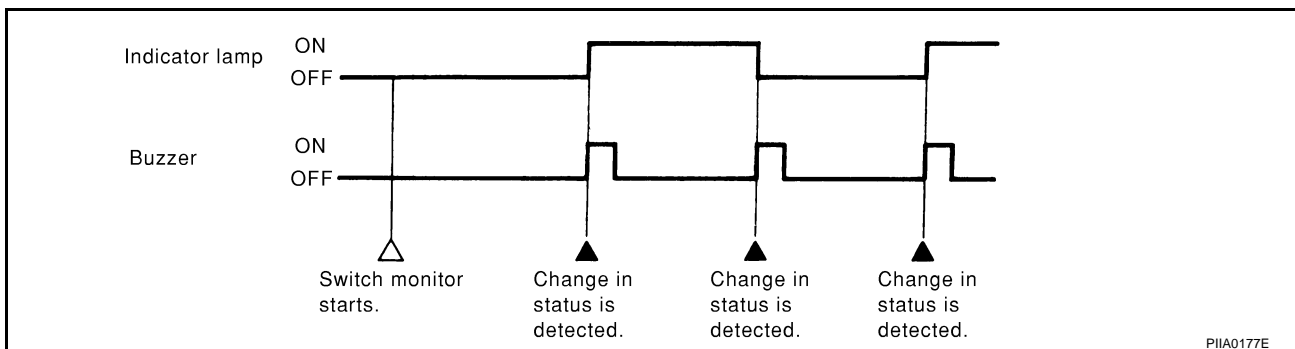 Indicator lamp
ON
OFF
Buzzer
ON
OFF
Switch monitor
starts.
Change in
status is
detected.
Change in
status is
detected.
Change in
status is
detected.
PIIA0177E